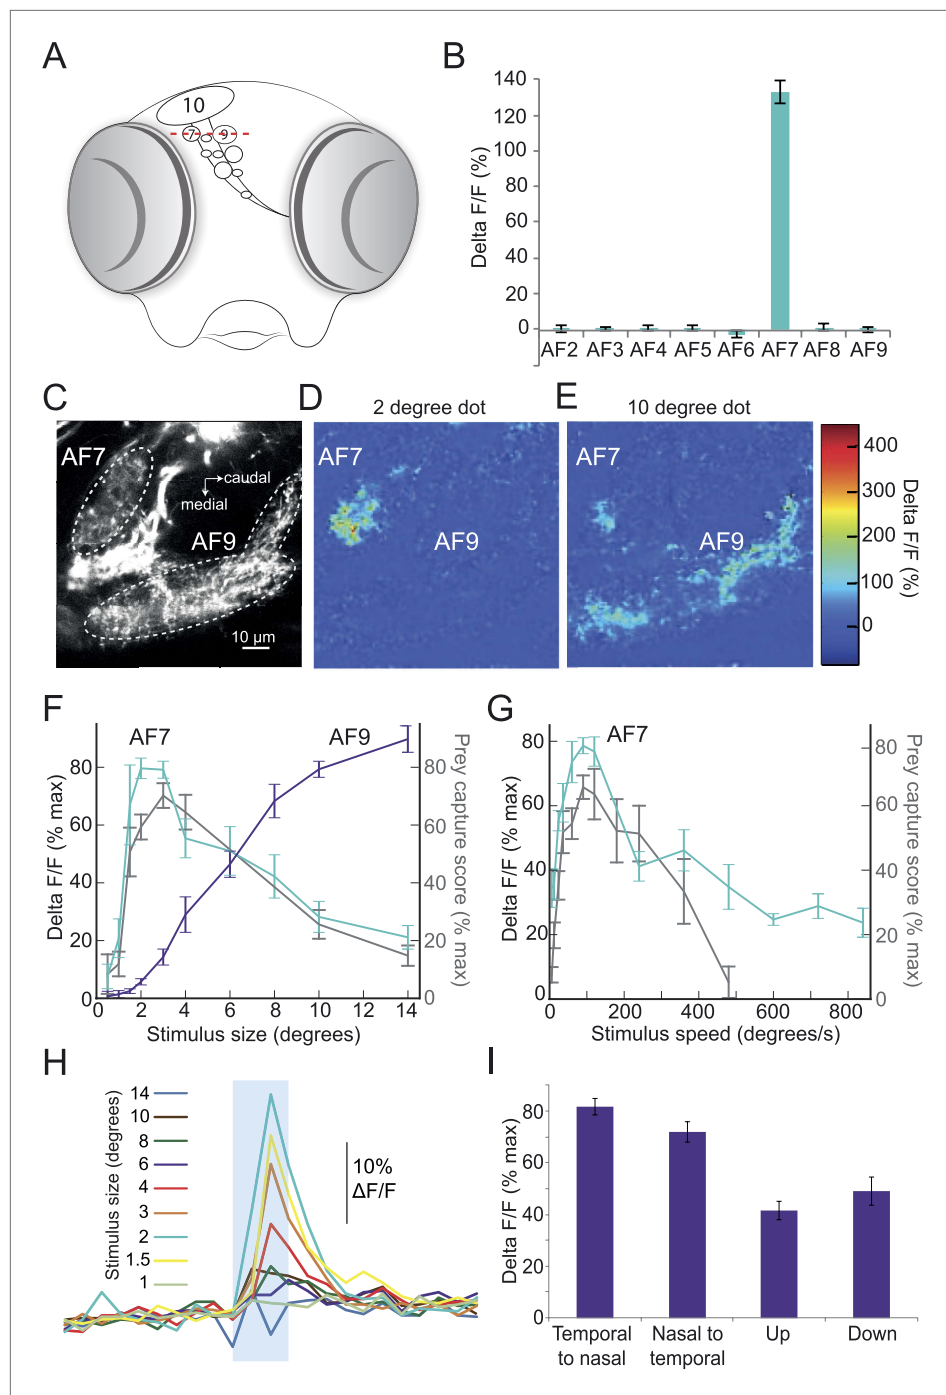 A
10
7
9
B
Delta F/F (%)
140
120
100
80
60
40
20
0
AF2
AF3
AF4
AF5
AF6
AF7
AF8
AF9
C
AF7
caudal
medial
AF9
10 µm
D
2 degree dot
AF7
AF9
E
10 degree dot
AF7
AF9
400
300
200
100
0
Delta F/F (%)
F
AF7
AF9
Delta F/F (% max)
80
60
40
20
0
0
2
4
6
8
10
12
14
Stimulus size (degrees)
80
60
40
20
0
Prey capture score (% max)
G
AF7
Delta F/F (% max)
80
60
40
20
0
0
200
400
600
800
Stimulus speed (degrees/s)
80
60
40
20
0
Prey capture score (% max)
H
Stimulus size (degrees)
14
10
8
6
4
3
2
1.5
1
10%
ΔF/F
I
Delta F/F (% max)
80
60
40
20
0
Temporal
to nasal
Nasal to
temporal
Up
Down